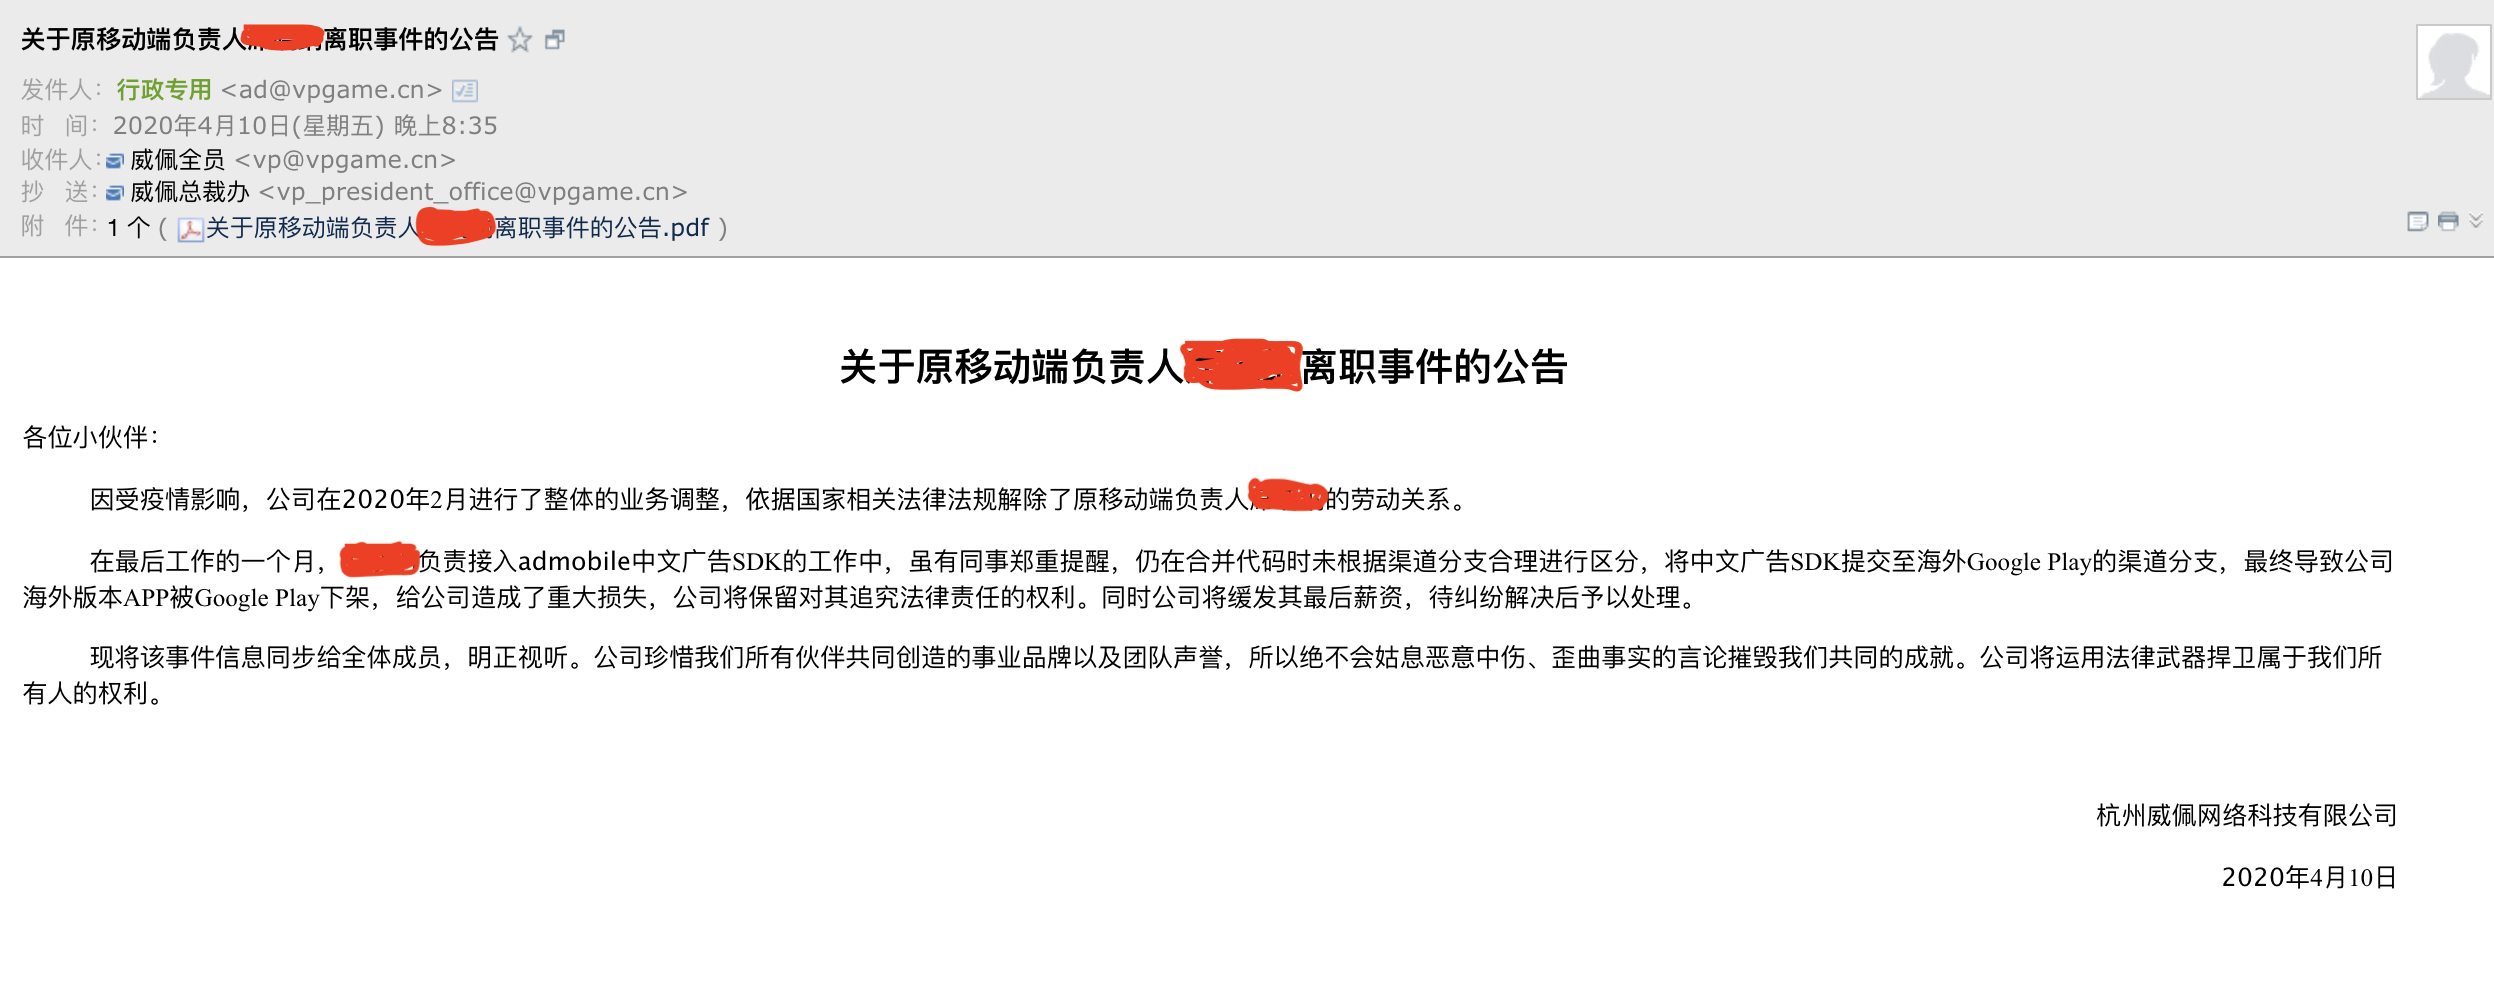 关于原移动端负责人 离职事件的公告
发件人：行政专用 <ad@vpgame.cn>
时 间：2020年4月10日(星期五) 晚上8:35
收件人：威佩全员 <vp@vpgame.cn>
抄 送：威佩总裁办 <vp_president_office@vpgame.cn>
附 件：1 个 ( 关于原移动端负责人 离职事件的公告.pdf )
关于原移动端负责人 离职事件的公告
各位小伙伴：
因受疫情影响，公司在2020年2月进行了整体的业务调整，依据国家相关法律法规解除了原移动端负责人 的劳动关系。
在最后工作的一个月， 负责接入admobile中文广告SDK的工作中，虽有同事郑重提醒，仍在合并代码时未根据渠道分支合理进行区分，将中文广告SDK提交至海外Google Play的渠道分支，最终导致公司
海外版本APP被Google Play下架，给公司造成了重大损失，公司将保留对其追究法律责任的权利。同时公司将缓发其最后薪资，待纠纷解决后予以处理。
现将该事件信息同步给全体成员，明正视听。公司珍惜我们所有伙伴共同创造的事业品牌以及团队声誉，所以绝不会姑息恶意中伤、歪曲事实的言论摧毁我们共同的成就。公司将运用法律武器捍卫属于我们所
有人的权利。
杭州威佩网络科技有限公司
2020年4月10日